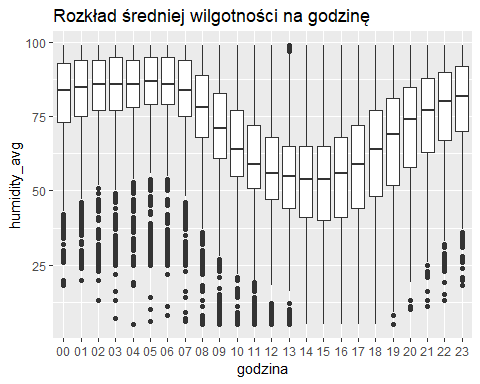 Rozkład średniej wilgotności na godzinę
100
75
50
25
humidity_avg
00 01 02 03 04 05 06 07 08 09 10 11 12 13 14 15 16 17 18 19 20 21 22 23
godzina